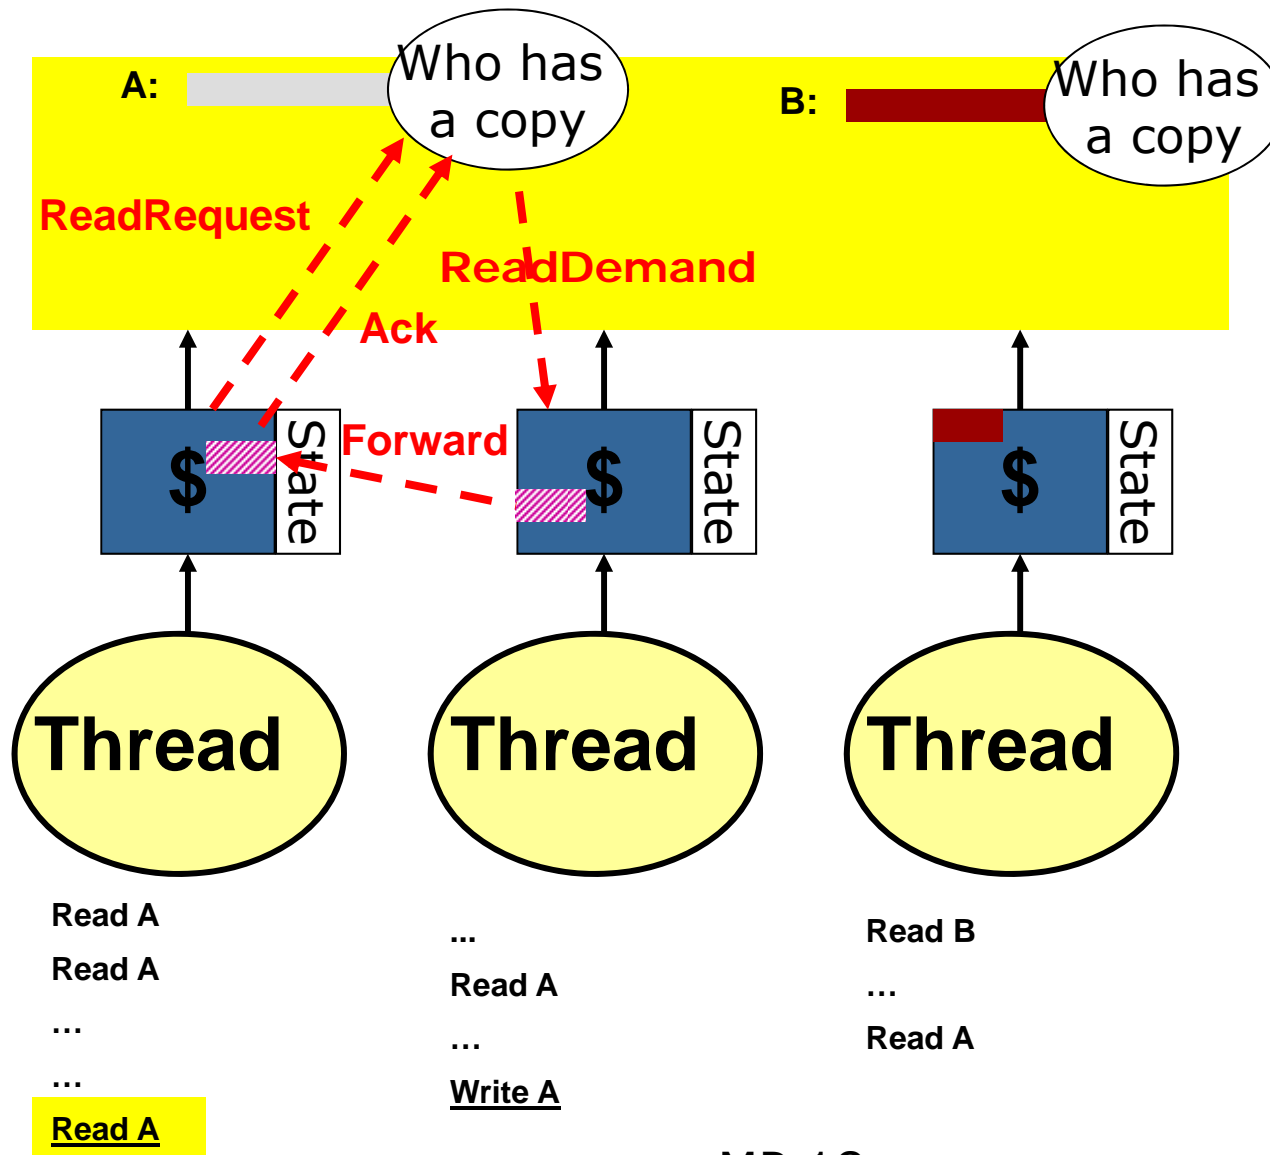 A:
Who has
a copy
B:
Who has
a copy
ReadRequest
ReadDemand
Ack
Forward
$
State
$
State
$
State
Thread
Thread
Thread
Read A
Read A
…
…
Read A
...
Read A
…
Write A
Read B
…
Read A